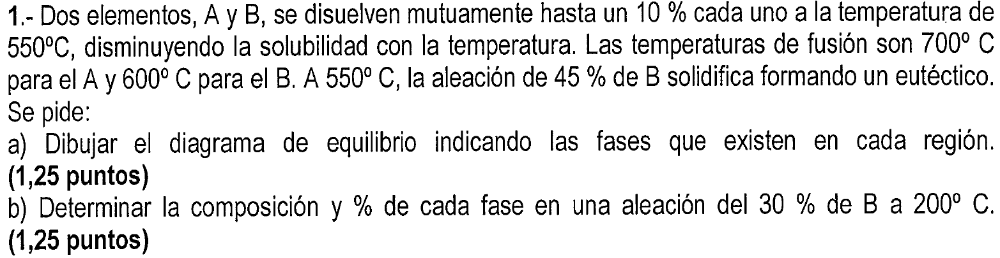 1.- Dos elementos, A y B, se disuelven mutuamente hasta un 10 % cada uno a la temperatura de
550ºC, disminuyendo la solubilidad con la temperatura. Las temperaturas de fusión son 700º C
para el A y 600º C para el B. A 550º C, la aleación de 45 % de B solidifica formando un eutéctico.
Se pide:
a) Dibujar el diagrama de equilibrio indicando las fases que existen en cada región.
(1,25 puntos)
b) Determinar la composición y % de cada fase en una aleación del 30 % de B a 200º C.
(1,25 puntos)